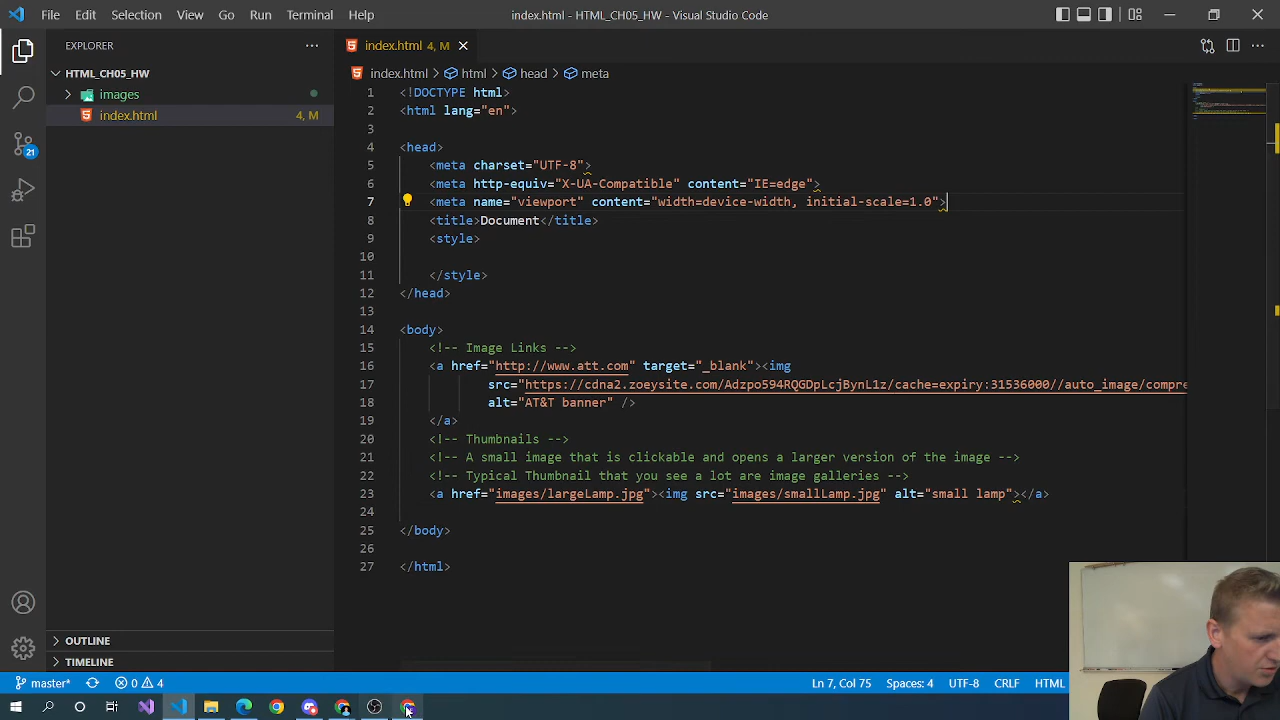 File Edit Selection View Go Run Terminal Help index.html - HTML_CH05_HW - Visual Studio Code
EXPLORER
index.html 4, M
HTML_CH05_HW
images
index.html 4, M
index.html > html > head > meta
1 <!DOCTYPE html>
2 <html lang="en">
3
4 <head>
5 <meta charset="UTF-8">
6 <meta http-equiv="X-UA-Compatible" content="IE=edge">
7 <meta name="viewport" content="width=device-width, initial-scale=1.0">
8 <title>Document</title>
9 <style>
10
11 </style>
12 </head>
13
14 <body>
15 <!-- Image Links -->
16 <a href="http://www.att.com" target="_blank"><img
17 src="https://cdna2.zoeysite.com/Adzpo594RQGDpLcjBynL1z/cache=expiry:31536000//auto_image/compre
18 alt="AT&T banner" />
19 </a>
20 <!-- Thumbnails -->
21 <!-- A small image that is clickable and opens a larger version of the image -->
22 <!-- Typical Thumbnail that you see a lot are image galleries -->
23 <a href="images/largeLamp.jpg"><img src="images/smallLamp.jpg" alt="small lamp"></a>
24
25 </body>
26
27 </html>
21
OUTLINE
TIMELINE
master* 0 4 Ln 7, Col 75 Spaces: 4 UTF-8 CRLF HTML